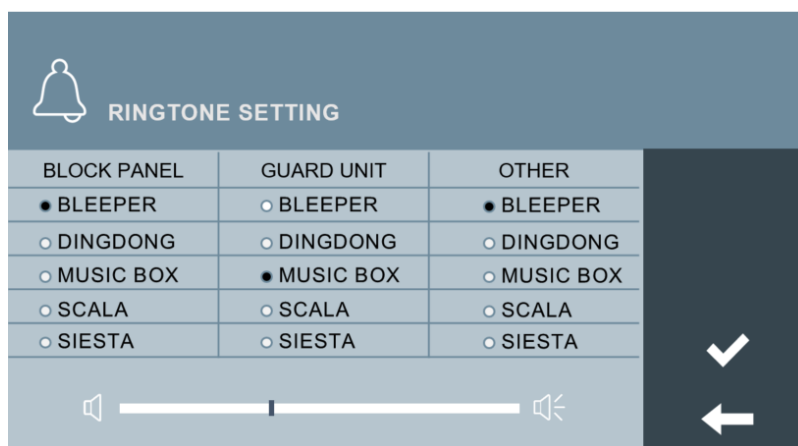 RINGTONE SETTING
BLOCK PANEL GUARD UNIT OTHER
BLEEPER BLEEPER BLEEPER
DINGDONG DINGDONG DINGDONG
MUSIC BOX MUSIC BOX MUSIC BOX
SCALA SCALA SCALA
SIESTA SIESTA SIESTA